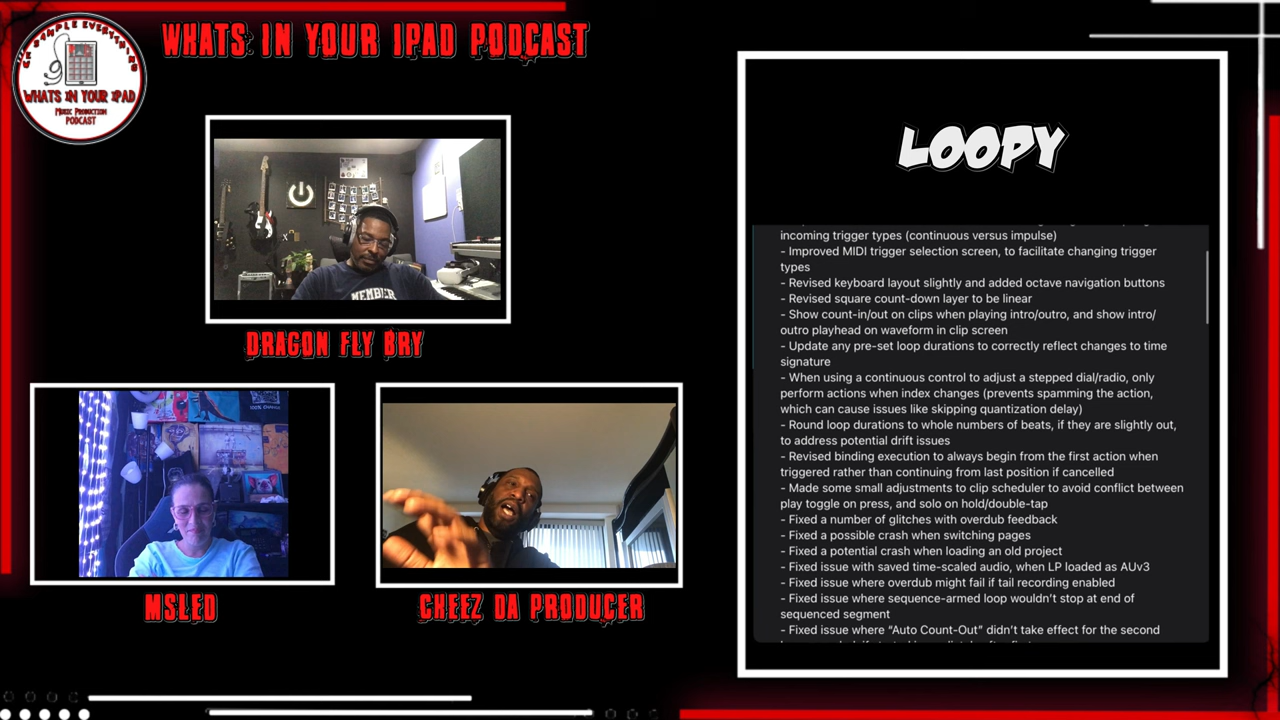 WHATS IN YOUR IPAD PODCAST
WHATS IN YOUR IPAD
MUSIC PRODUCTION
PODCAST
LOOPY
incoming trigger types (continuous versus impulse)
- Improved MIDI trigger selection screen, to facilitate changing trigger
types
- Revised keyboard layout slightly and added octave navigation buttons
- Revised square count-down layer to be linear
- Show count-in/out on clips when playing intro/outro, and show intro/
outro playhead on waveform in clip screen
- Update any pre-set loop durations to correctly reflect changes to time
signature
- When using a continuous control to adjust a stepped dial/radio, only
perform actions when index changes (prevents spamming the action,
which can cause issues like skipping quantization delay)
- Round loop durations to whole numbers of beats, if they are slightly out,
to address potential drift issues
- Revised binding execution to always begin from the first action when
triggered rather than continuing from last position if cancelled
- Made some small adjustments to clip scheduler to avoid conflict between
play toggle on press, and solo on hold/double-tap
- Fixed a number of glitches with overdub feedback
- Fixed a possible crash when switching pages
- Fixed a potential crash when loading an old project
- Fixed issue with saved time-scaled audio, when LP loaded as AUv3
- Fixed issue where overdub might fail if tail recording enabled
- Fixed issue where sequence-armed loop wouldn't stop at end of
sequenced segment
- Fixed issue where “Auto Count-Out” didn't take effect for the second
MEMBER
DRAGON FLY BRY
MSLED
CHEEZ DA PRODUCER